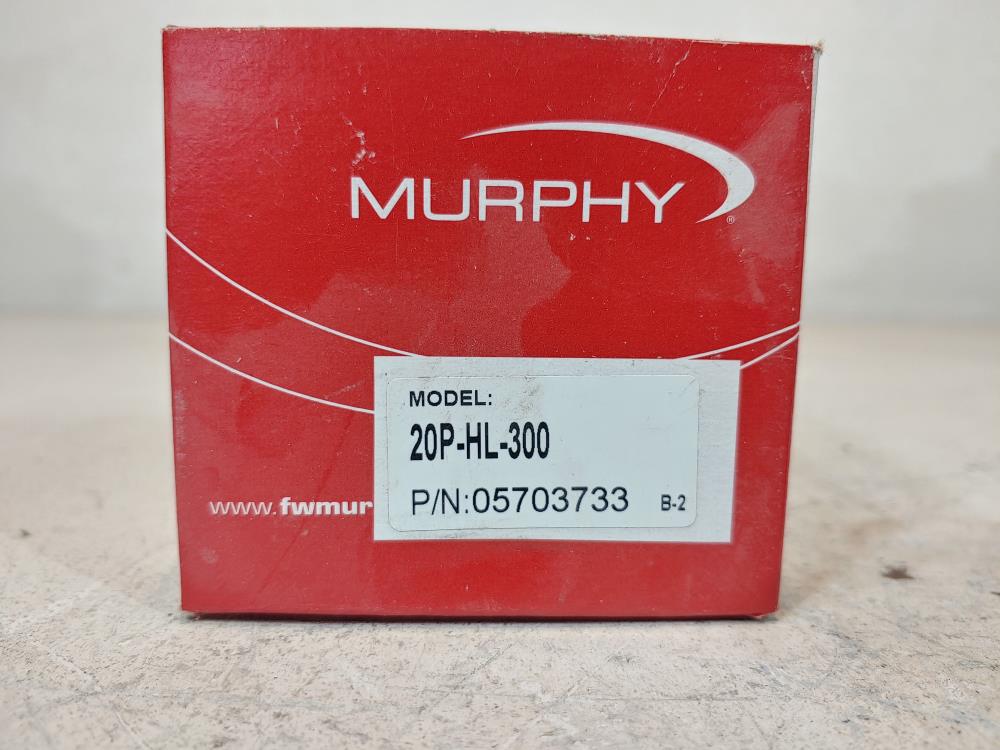 MURPHY®
MODEL:
20P-HL-300
P/N:05703733 B-2
www.fwmur